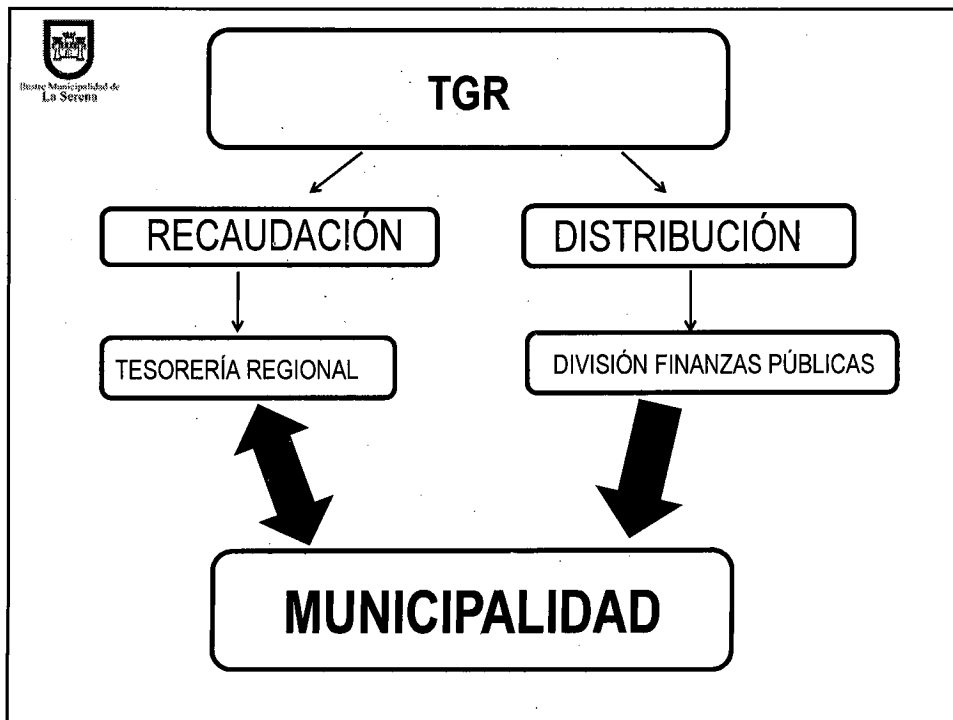 Ilustre Municipalidad de
La Serena
TGR
RECAUDACIÓN
DISTRIBUCIÓN
TESORERÍA REGIONAL
DIVISIÓN FINANZAS PÚBLICAS
MUNICIPALIDAD